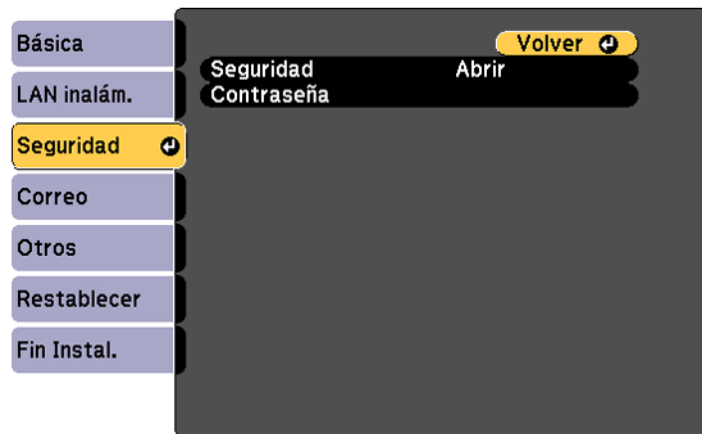 Básica
LAN inalám.
Seguridad
Correo
Otros
Restablecer
Fin Instal.
Volver
Seguridad Abrir
Contraseña